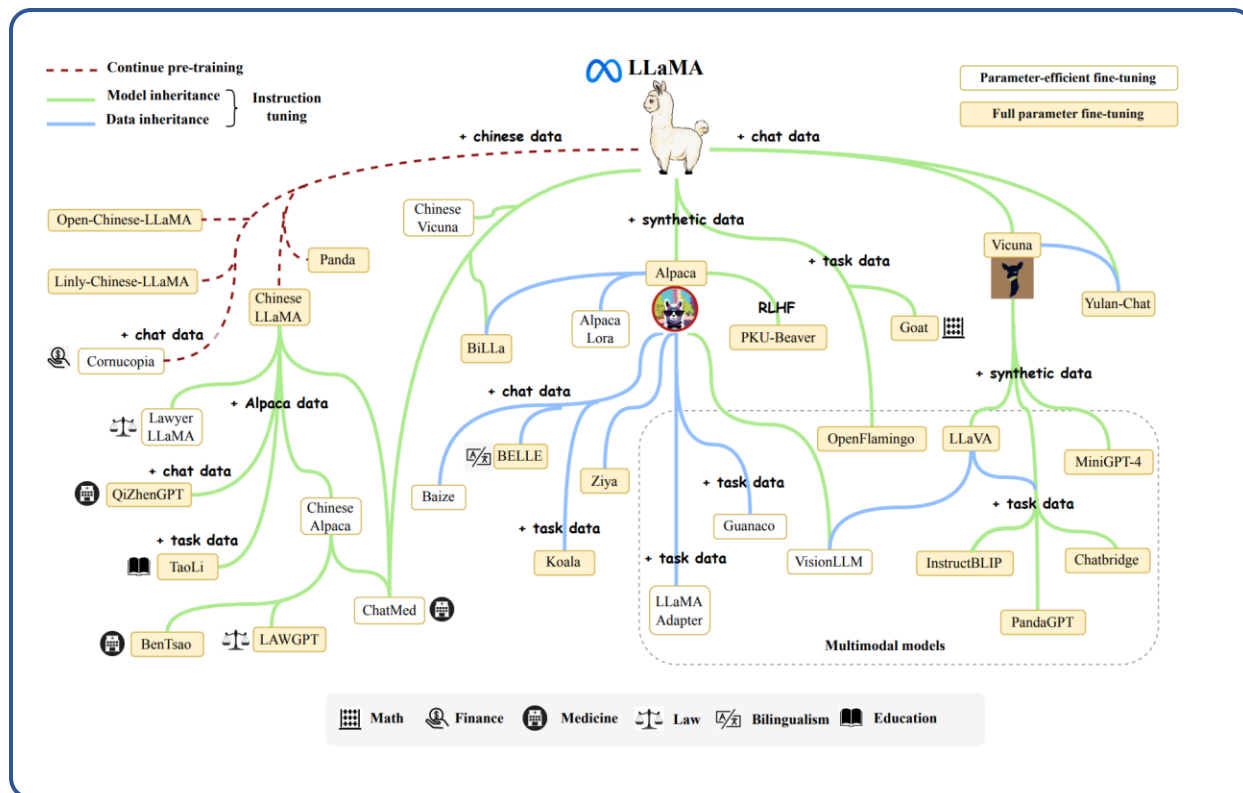 Continue pre-training
Model inheritance
Data inheritance
Instruction
tuning
LLaMA
Parameter-efficient fine-tuning
Full parameter fine-tuning
+ chinese data
+ chat data
Open-Chinese-LLaMA
Linly-Chinese-LLaMA
Panda
Chinese
LLaMA
+ chat data
Cornucopia
Chinese
Vicuna
+ synthetic data
Alpaca
+ task data
Vicuna
Yulan-Chat
BiLLa
Alpaca
Lora
RLHF
PKU-Beaver
Goat
Lawyer
LLaMA
+ Alpaca data
+ chat data
QiZhenGPT
+ task data
TaoLi
Chinese
Alpaca
BenTsao
LAWGPT
ChatMed
+ chat data
Baize
A/文
BELLE
Ziya
+ task data
Koala
+ synthetic data
OpenFlamingo
LLaVA
MiniGPT-4
+ task data
Guanaco
+ task data
LLaMA
Adapter
VisionLLM
+ task data
InstructBLIP
Chatbridge
PandaGPT
Multimodal models
Math
Finance
Medicine
Law
A/文
Bilingualism
Education